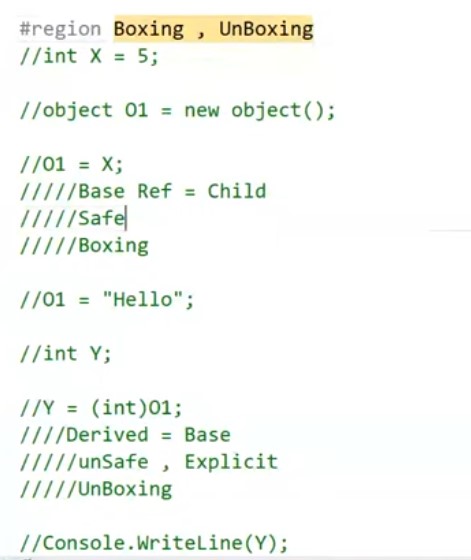 #region Boxing , UnBoxing
//int X = 5;
//object O1 = new object();
//O1 = X;
/////Base Ref = Child
/////Safe
/////Boxing
//O1 = "Hello";
//int Y;
//Y = (int)O1;
////Derived = Base
/////unSafe , Explicit
/////UnBoxing
//Console.WriteLine(Y);